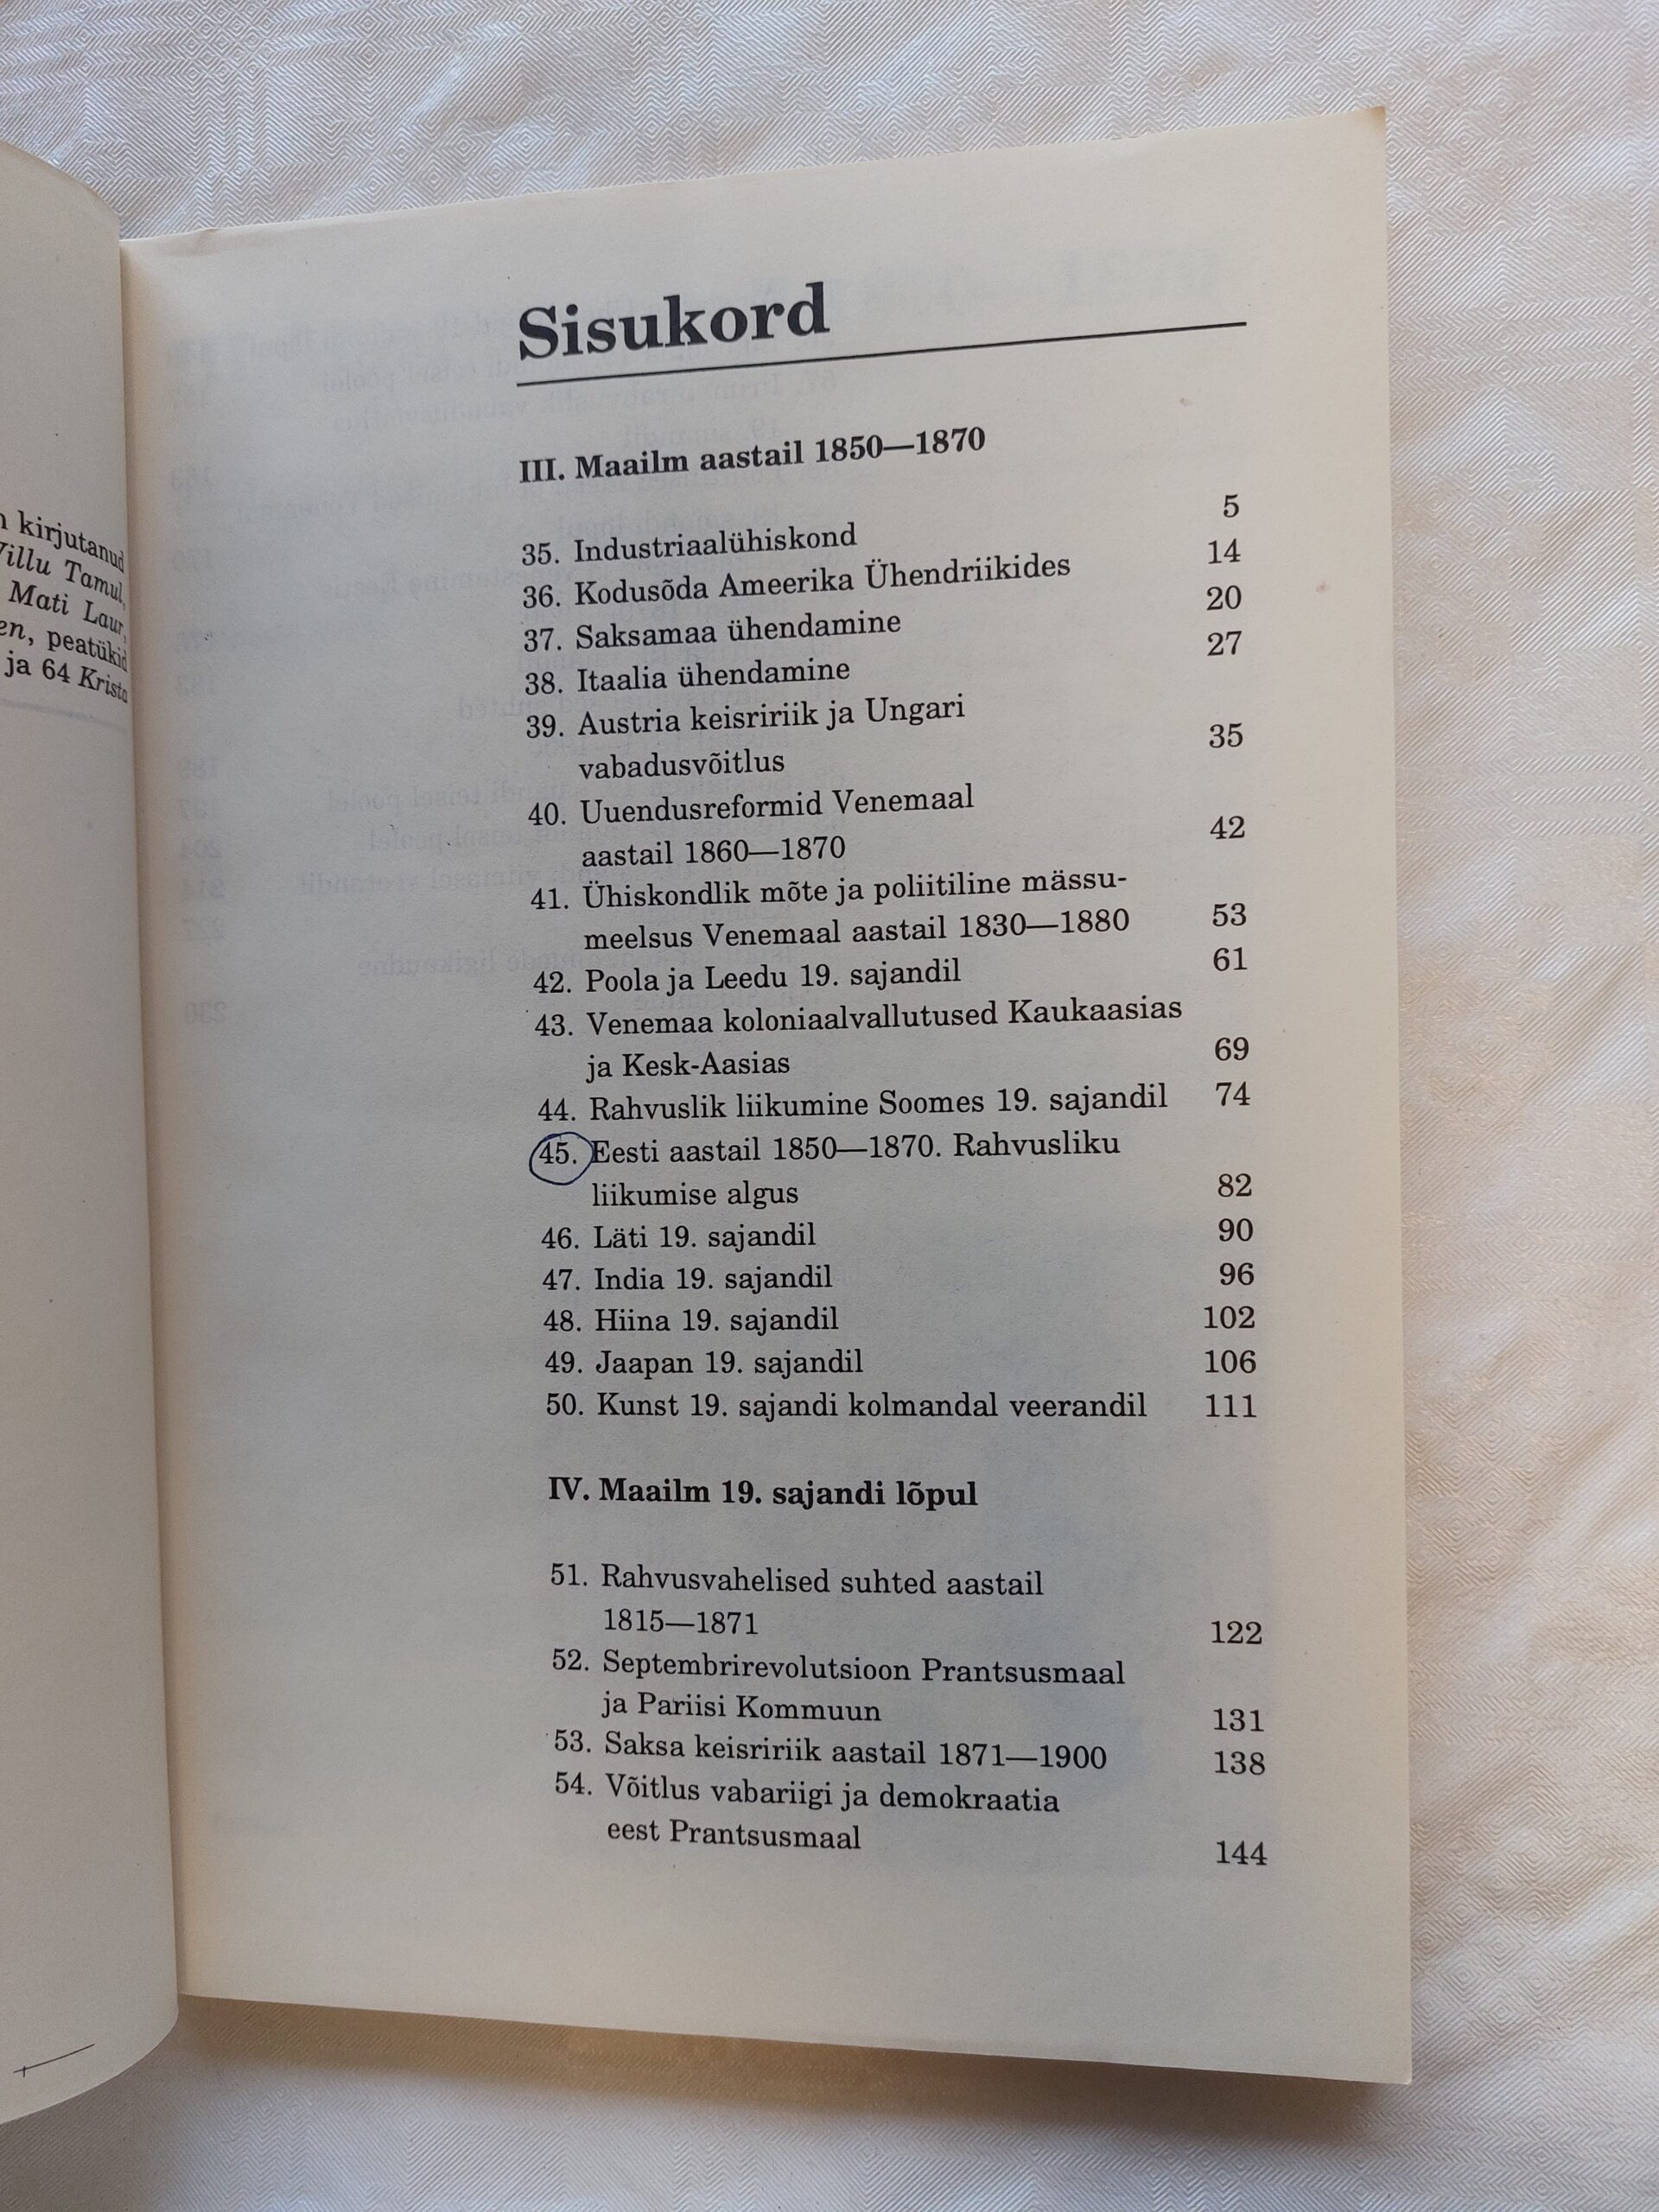 kirjutanud
Villu Tamul,
Mati Laur,
peatükid
ja 64 Krista
Sisukord
III. Maailm aastail 1850—1870
35. Industriaalühiskond 5
36. Kodusõda Ameerika Ühendriikides 14
37. Saksamaa ühendamine 20
38. Itaalia ühendamine 27
39. Austria keisririik ja Ungari
vabadusvõitlus 35
40. Uuendusreformid Venemaal
aastail 1860—1870 42
41. Ühiskondlik mõte ja poliitiline mässu-
meelsus Venemaal aastail 1830—1880 53
42. Poola ja Leedu 19. sajandil 61
43. Venemaa koloniaalvallutused Kaukaasias
ja Kesk-Aasias 69
44. Rahvuslik liikumine Soomes 19. sajandil 74
45. Eesti aastail 1850—1870. Rahvusliku
liikumise algus 82
46. Läti 19. sajandil 90
47. India 19. sajandil 96
48. Hiina 19. sajandil 102
49. Jaapan 19. sajandil 106
50. Kunst 19. sajandi kolmandal veerandil 111
IV. Maailm 19. sajandi lõpul
51. Rahvusvahelised suhted aastail
1815—1871 122
52. Septembrirevolutsioon Prantsusmaal
ja Pariisi Kommuun 131
53. Saksa keisririik aastail 1871—1900 138
54. Võitlus vabariigi ja demokraatia
eest Prantsusmaal 144